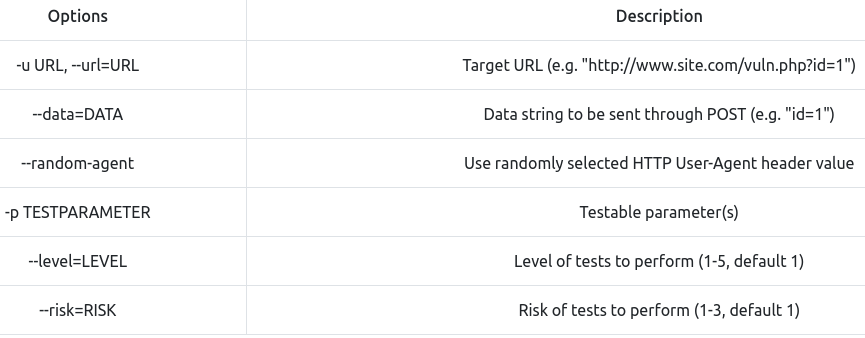 Options Description
-u URL, --url=URL Target URL (e.g. "http://www.site.com/vuln.php?id=1")
--data=DATA Data string to be sent through POST (e.g. "id=1")
--random-agent Use randomly selected HTTP User-Agent header value
-p TESTPARAMETER Testable parameter(s)
--level=LEVEL Level of tests to perform (1-5, default 1)
--risk=RISK Risk of tests to perform (1-3, default 1)